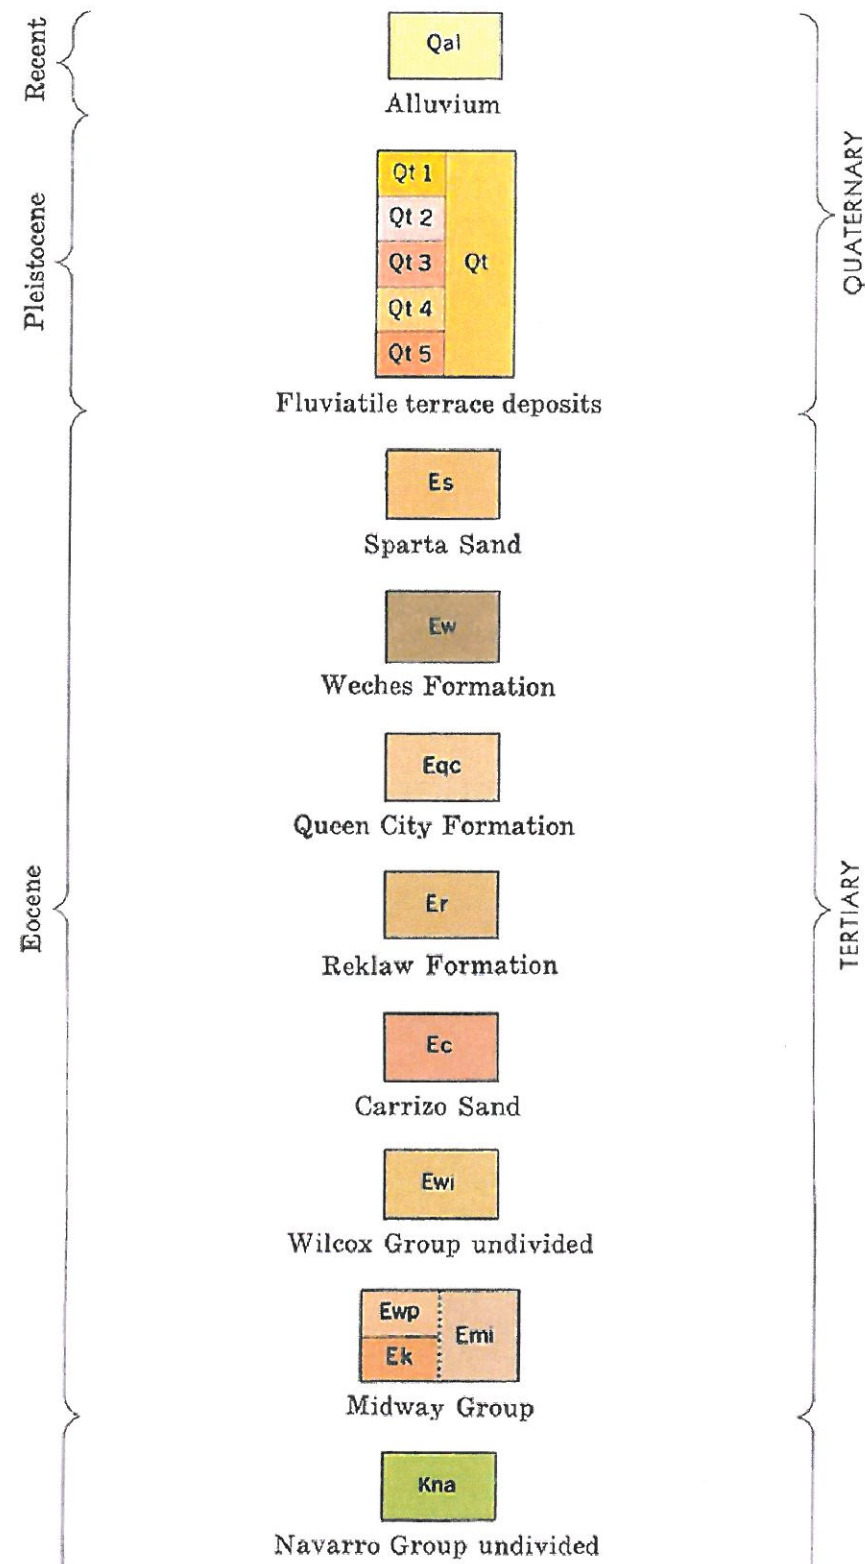 Recent
Qal
Alluvium
Pleistocene
Qt 1
Qt 2
Qt 3
Qt 4
Qt 5
Qt
Fluviatile terrace deposits
QUATERNARY
Es
Sparta Sand
Ew
Weches Formation
Eqc
Queen City Formation
Eocene
Er
Reklaw Formation
TERTIARY
Ec
Carrizo Sand
Ewi
Wilcox Group undivided
Ewp
Ek
Emi
Midway Group
Kna
Navarro Group undivided